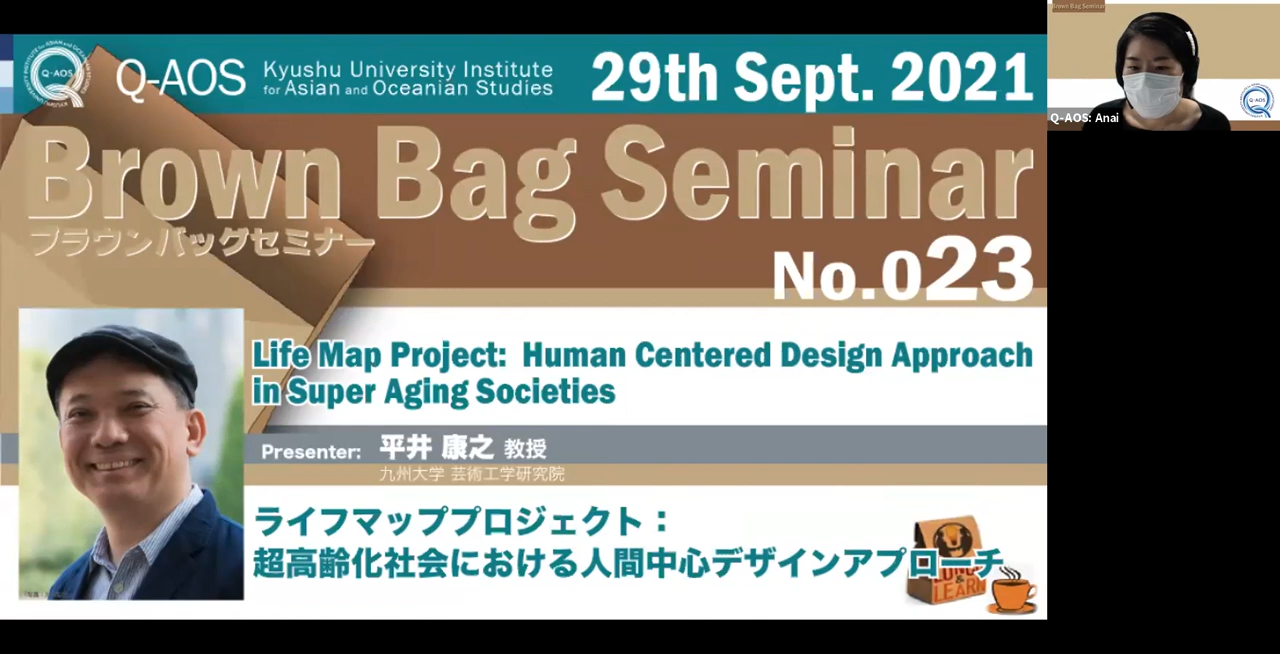 Q-AOS
Q-AOS
Kyushu University Institute
for Asian and Oceanian Studies
29th Sept. 2021
Brown Bag Seminar
ブラウンバッグセミナー
No.023
Life Map Project: Human Centered Design Approach
in Super Aging Societies
Presenter: 平井 康之 教授
九州大学 芸術工学研究院
ライフマッププロジェクト:
超高齢化社会における人間中心デザインアプローチ
& LEARN
Brown Bag Seminar
Q-AOS
Q-AOS: Anai